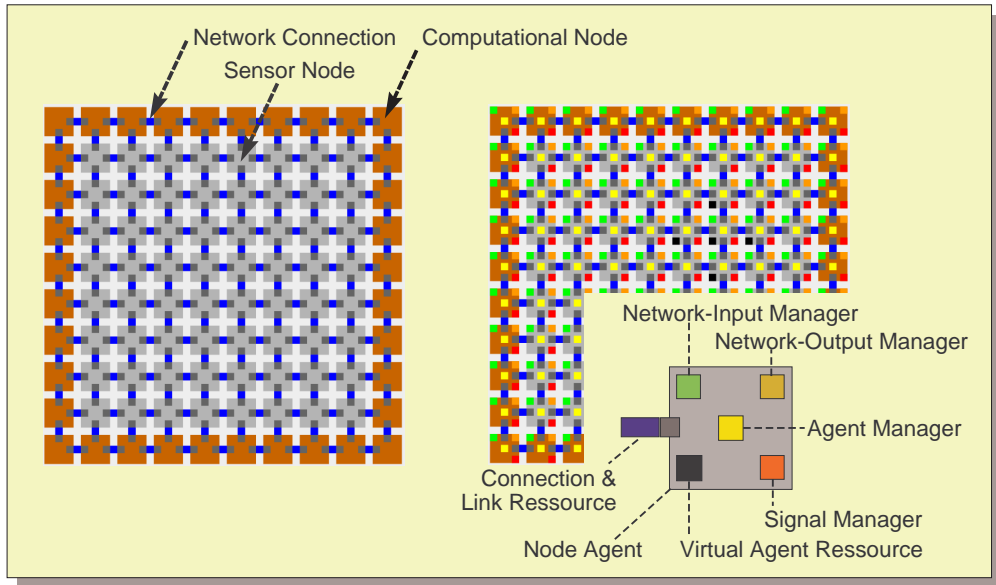 Network Connection
Computational Node
Sensor Node
Network-Input Manager
Network-Output Manager
Agent Manager
Connection &
Link Ressource
Signal Manager
Node Agent
Virtual Agent Ressource